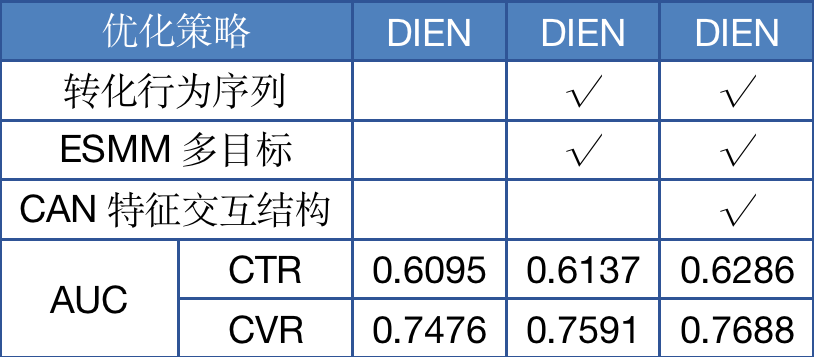 优化策略 DIEN DIEN DIEN
转化行为序列 √ √
ESMM 多目标 √ √
CAN 特征交互结构 √
AUC CTR 0.6095 0.6137 0.6286
CVR 0.7476 0.7591 0.7688